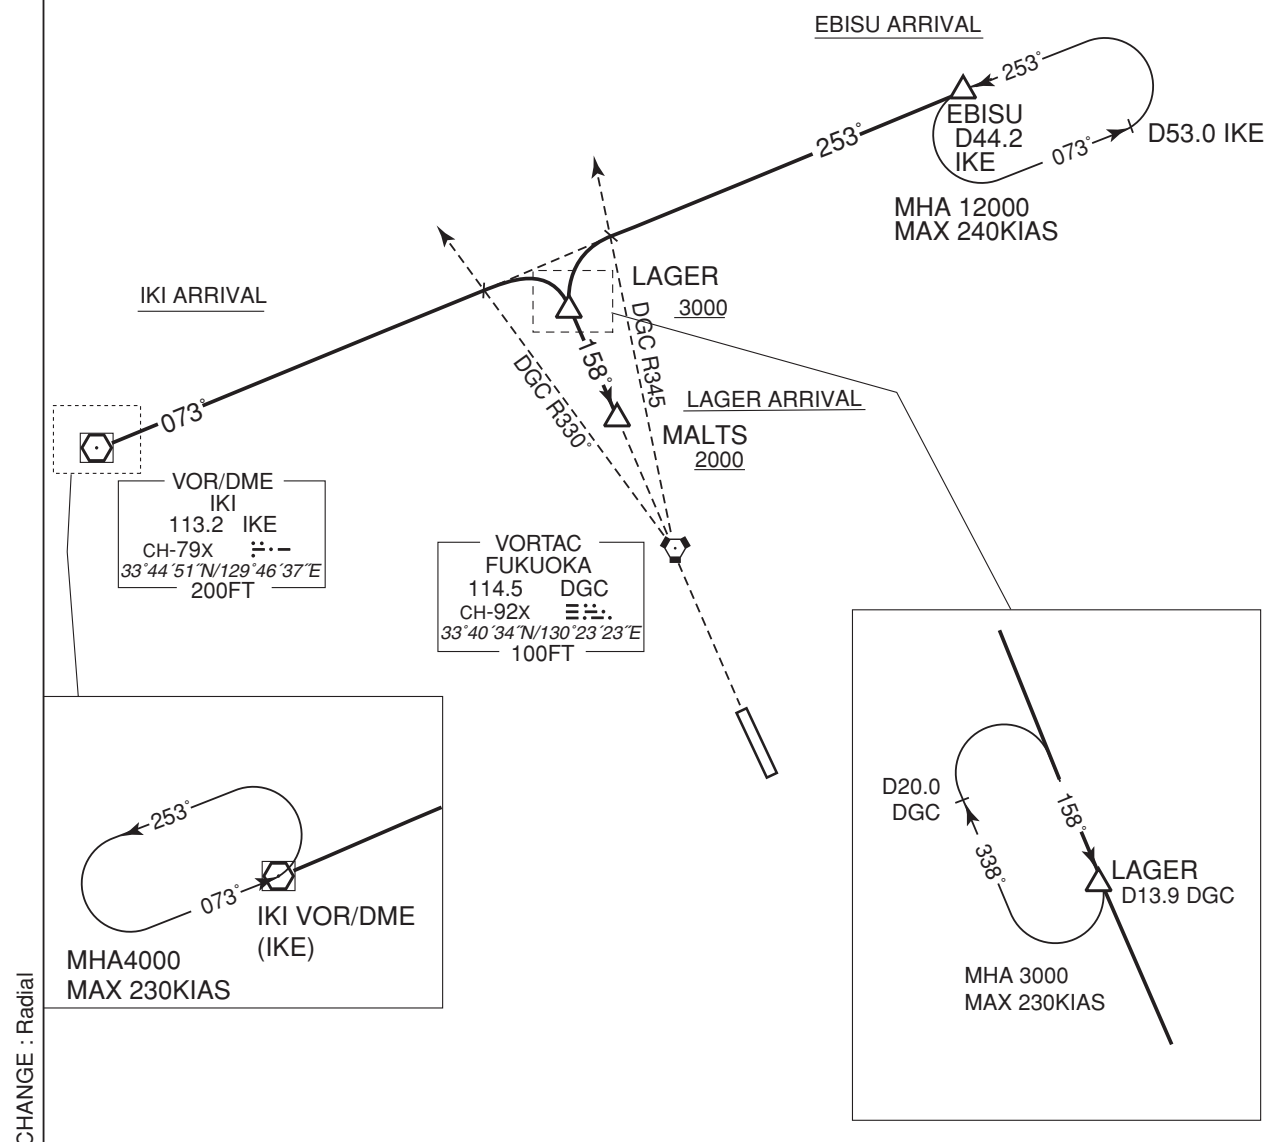 EBISU ARRIVAL
253°
EBISU
D44.2
IKE
073°
D53.0 IKE
MHA 12000
MAX 240KIAS
253°
LAGER
3000
IKI ARRIVAL
DGC R345
DGC R330°
158°
LAGER ARRIVAL
MALTS
2000
073°
VOR/DME
IKI
113.2 IKE
CH-79X
33°44´51˝N/129°46´37˝E
200FT
VORTAC
FUKUOKA
114.5 DGC
CH-92X
33°40´34˝N/130°23´23˝E
100FT
253°
073°
IKI VOR/DME
(IKE)
MHA4000
MAX 230KIAS
D20.0
DGC
158°
338°
LAGER
D13.9 DGC
MHA 3000
MAX 230KIAS
CHANGE : Radial